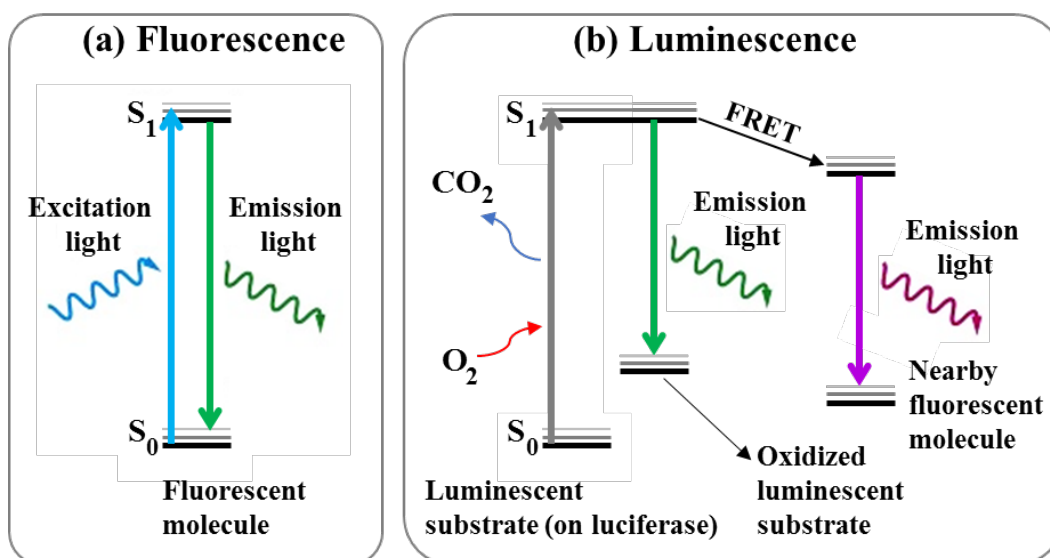 (a) Fluorescence
S1
Excitation
light
Emission
light
S0
Fluorescent
molecule
(b) Luminescence
S1
FRET
CO2
Emission
light
Emission
light
O2
S0
Nearby
fluorescent
molecule
Luminescent
substrate (on luciferase)
Oxidized
luminescent
substrate